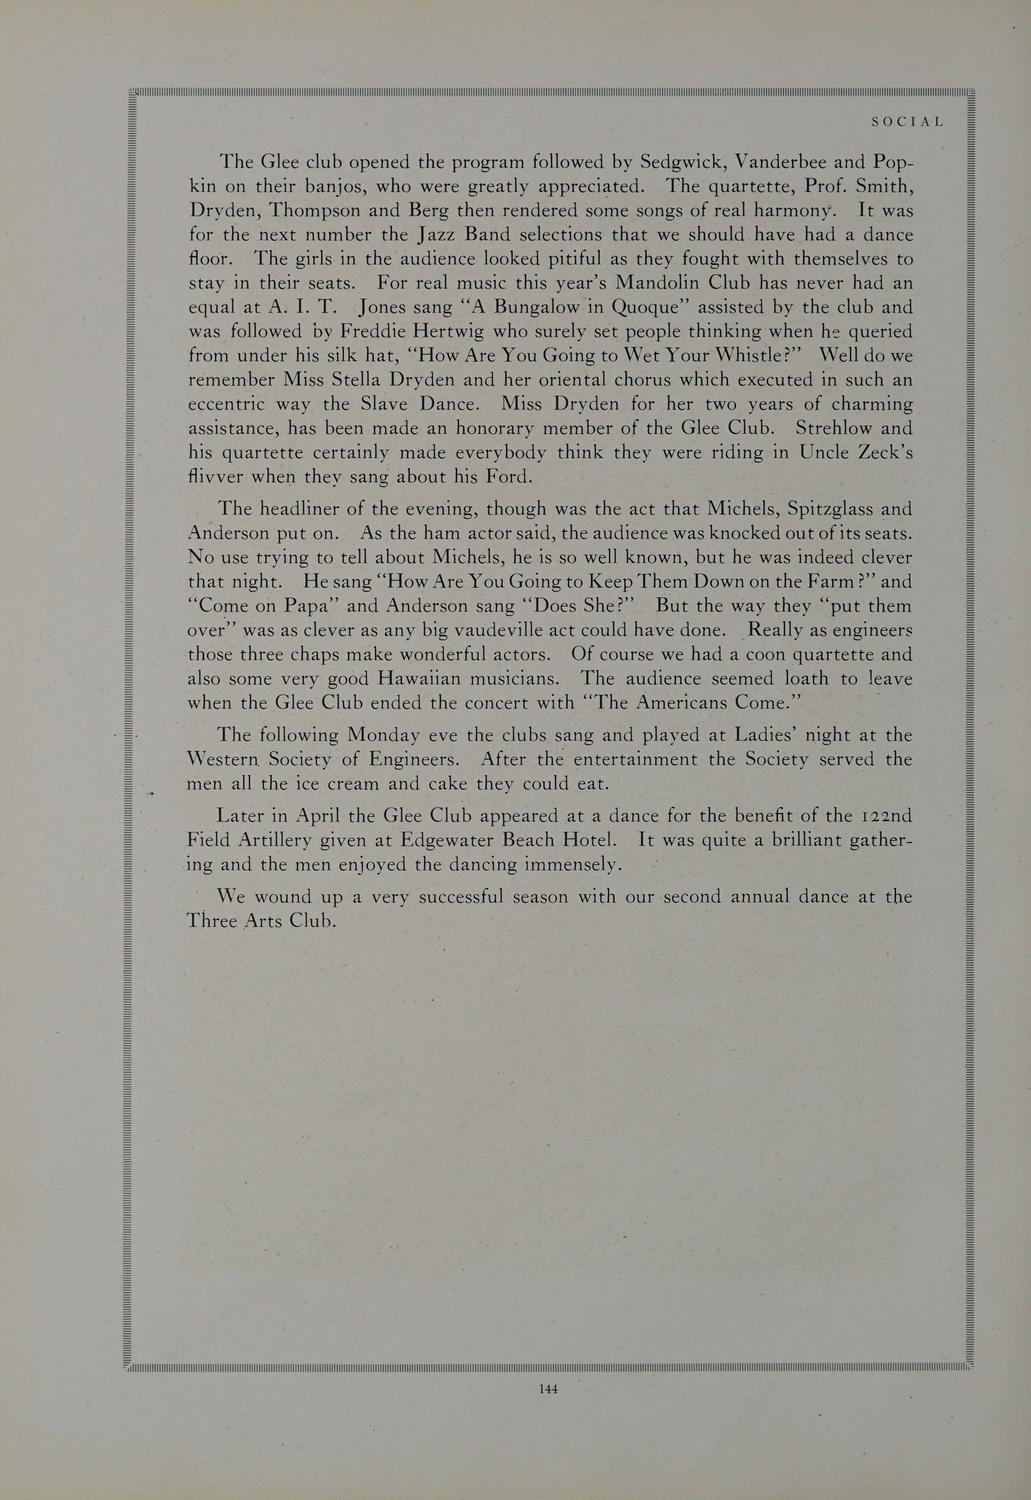 SOCIAL
The Glee club opened the program followed by Sedgwick, Vanderbee and Pop-
kin on their banjos, who were greatly appreciated. The quartette, Prof. Smith,
Dryden, Thompson and Berg then rendered some songs of real harmony. It was
for the next number the Jazz Band selections that we should have had a dance
floor. The girls in the audience looked pitiful as they fought with themselves to
stay in their seats. For real music this year's Mandolin Club has never had an
equal at A. I. T. Jones sang "A Bungalow in Quoque" assisted by the club and
was followed by Freddie Hertwig who surely set people thinking when he queried
from under his silk hat, "How Are You Going to Wet Your Whistle?" Well do we
remember Miss Stella Dryden and her oriental chorus which executed in such an
eccentric way the Slave Dance. Miss Dryden for her two years of charming
assistance, has been made an honorary member of the Glee Club. Strehlow and
his quartette certainly made everybody think they were riding in Uncle Zeck's
flivver when they sang about his Ford.
The headliner of the evening, though was the act that Michels, Spitzglass and
Anderson put on. As the ham actor said, the audience was knocked out of its seats.
No use trying to tell about Michels, he is so well known, but he was indeed clever
that night. He sang "How Are You Going to Keep Them Down on the Farm?" and
"Come on Papa" and Anderson sang "Does She?" But the way they "put them
over" was as clever as any big vaudeville act could have done. Really as engineers
those three chaps make wonderful actors. Of course we had a coon quartette and
also some very good Hawaiian musicians. The audience seemed loath to leave
when the Glee Club ended the concert with "The Americans Come."
The following Monday eve the clubs sang and played at Ladies' night at the
Western Society of Engineers. After the entertainment the Society served the
men all the ice cream and cake they could eat.
Later in April the Glee Club appeared at a dance for the benefit of the 122nd
Field Artillery given at Edgewater Beach Hotel. It was quite a brilliant gather-
ing and the men enjoyed the dancing immensely.
We wound up a very successful season with our second annual dance at the
Three Arts Club.
144